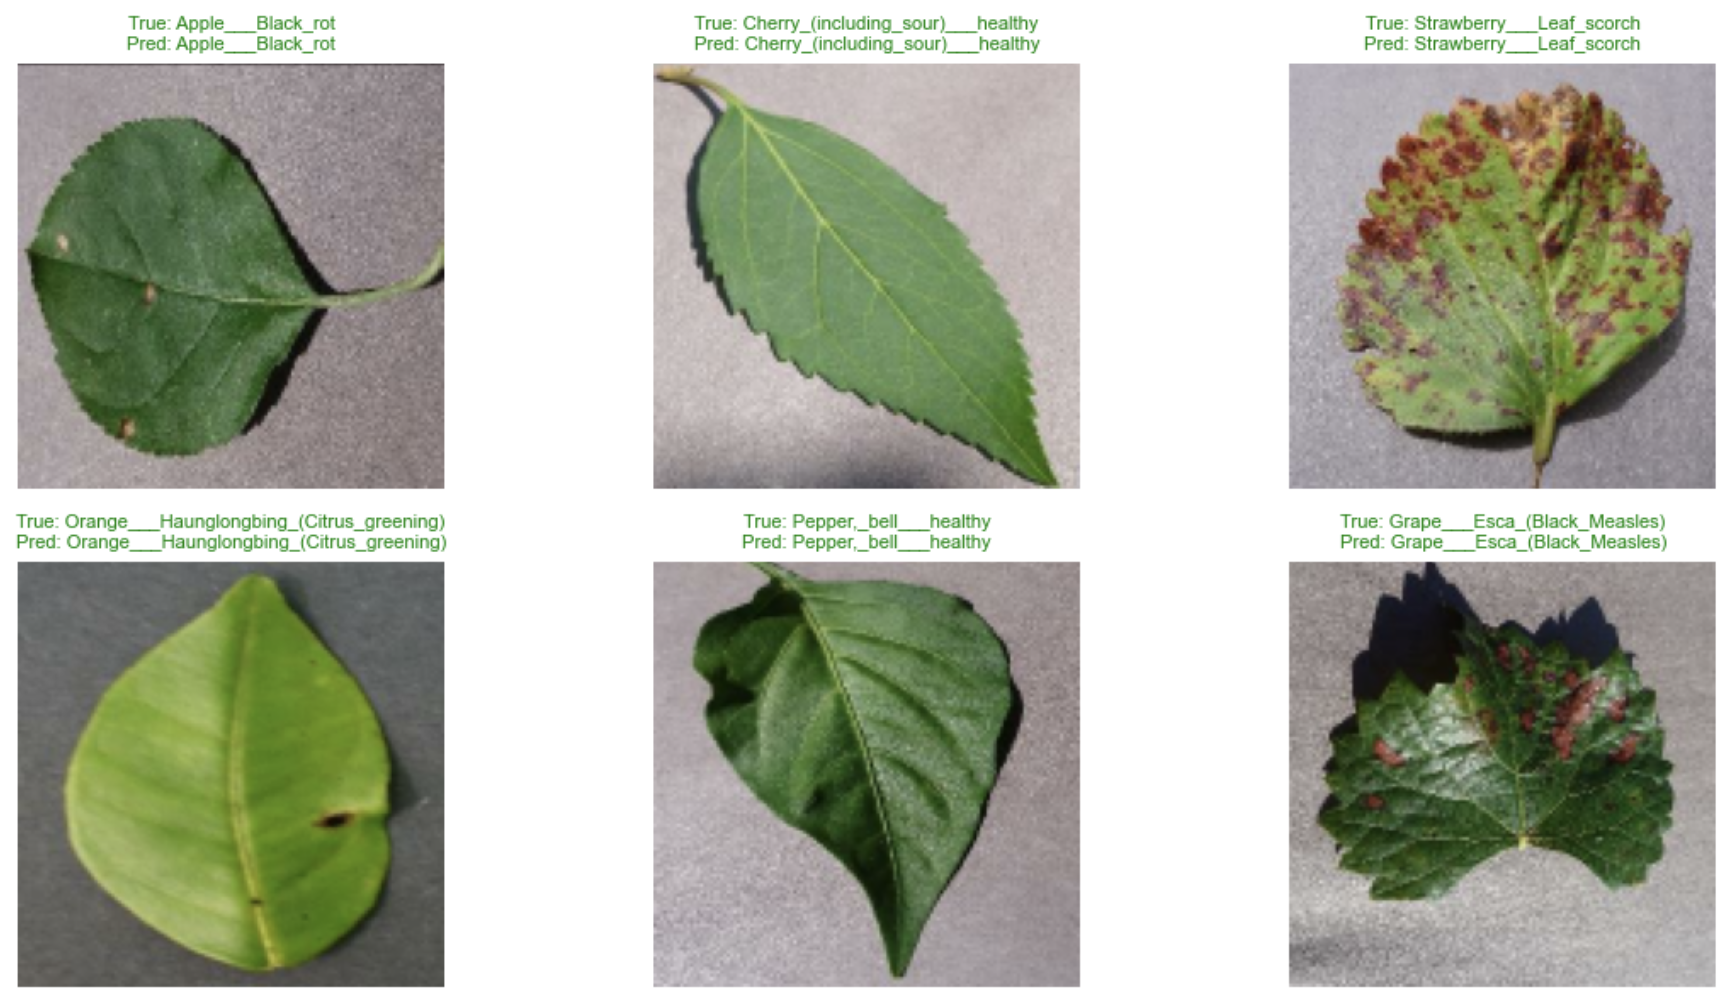 True: Apple___Black_rot
Pred: Apple___Black_rot
True: Cherry_(including_sour)___healthy
Pred: Cherry_(including_sour)___healthy
True: Strawberry___Leaf_scorch
Pred: Strawberry___Leaf_scorch
True: Orange___Haunglongbing_(Citrus_greening)
Pred: Orange___Haunglongbing_(Citrus_greening)
True: Pepper,_bell___healthy
Pred: Pepper,_bell___healthy
True: Grape___Esca_(Black_Measles)
Pred: Grape___Esca_(Black_Measles)